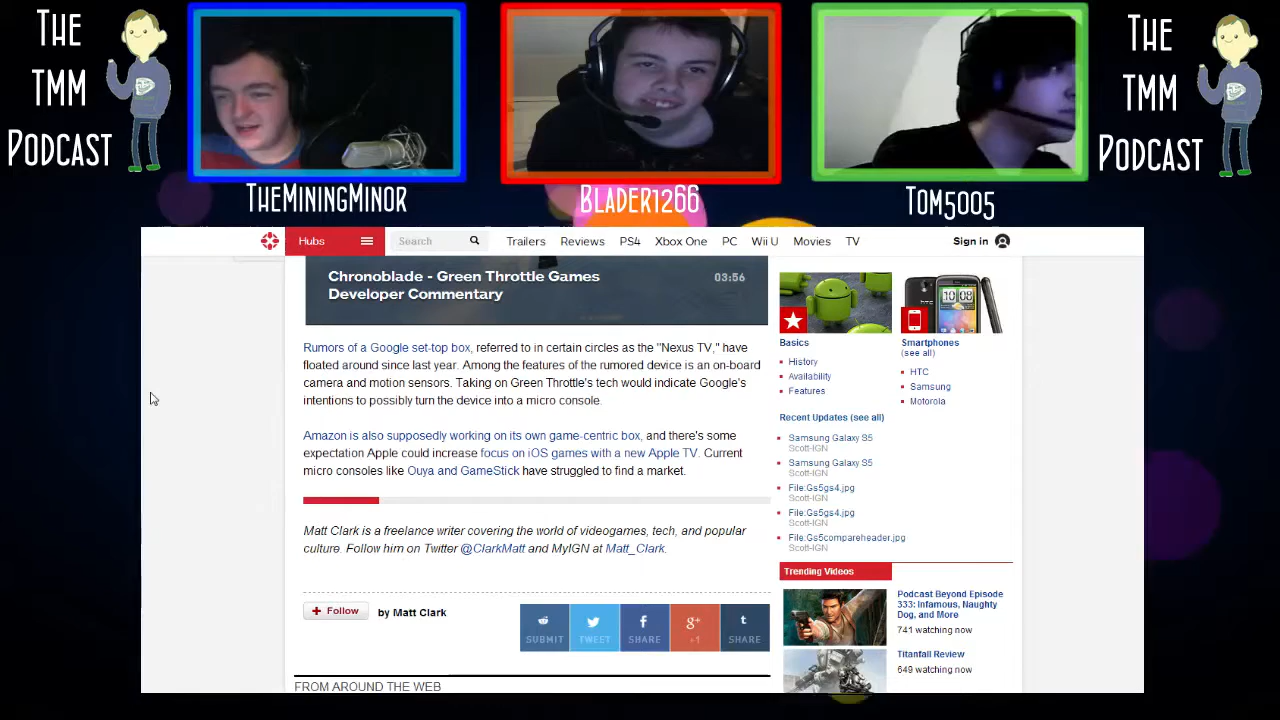 The
TMM
Podcast
TheMiningMinor
Blader1266
Tom5005
The
TMM
Podcast
Hubs
Search
Trailers Reviews PS4 Xbox One PC Wii U Movies TV
Sign in
Chronoblade - Green Throttle Games
Developer Commentary
03:56
Rumors of a Google set-top box, referred to in certain circles as the "Nexus TV," have
floated around since last year. Among the features of the rumored device is an on-board
camera and motion sensors. Taking on Green Throttle's tech would indicate Google's
intentions to possibly turn the device into a micro console.
Amazon is also supposedly working on its own game-centric box, and there's some
expectation Apple could increase focus on iOS games with a new Apple TV. Current
micro consoles like Ouya and GameStick have struggled to find a market.
Matt Clark is a freelance writer covering the world of videogames, tech, and popular
culture. Follow him on Twitter @ClarkMatt and MyIGN at Matt_Clark.
+ Follow
by Matt Clark
SUBMIT
TWEET
f
SHARE
g+
+1
t
SHARE
FROM AROUND THE WEB
10 08
Basics
History
Availability
Features
Smartphones
(see all)
HTC
Samsung
Motorola
Recent Updates (see all)
Samsung Galaxy S5
Scott-IGN
Samsung Galaxy S5
Scott-IGN
File:Gs5gs4.jpg
Scott-IGN
File:Gs5gs4.jpg
Scott-IGN
File:Gs5compareheader.jpg
Scott-IGN
Trending Videos
Podcast Beyond Episode
333: Infamous, Naughty
Dog, and More
741 watching now
Titanfall Review
649 watching now